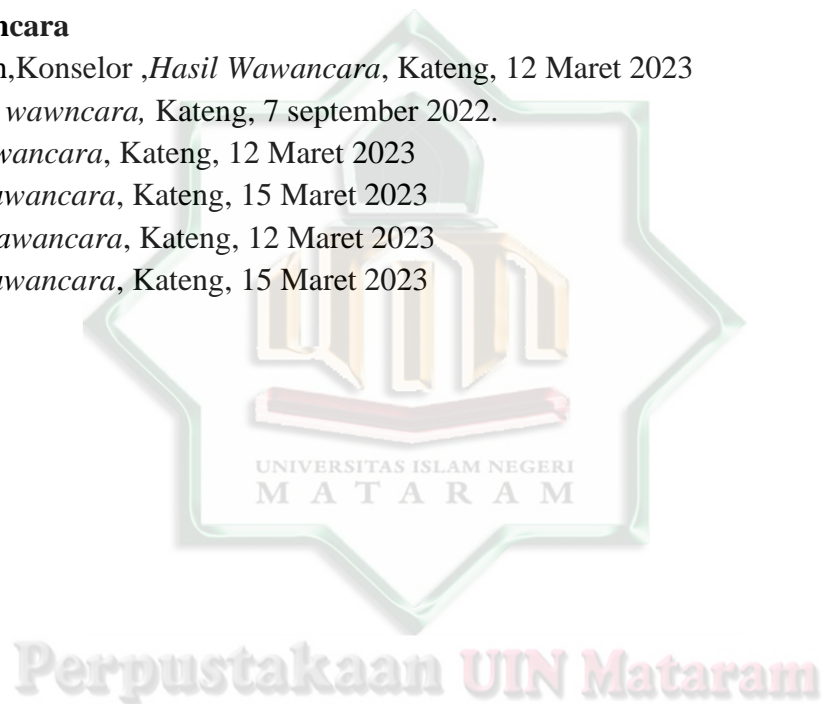 ncara
n,Konselor ,Hasil Wawancara, Kateng, 12 Maret 2023
wawncara, Kateng, 7 september 2022.
wancara, Kateng, 12 Maret 2023
awancara, Kateng, 15 Maret 2023
awancara, Kateng, 12 Maret 2023
awancara, Kateng, 15 Maret 2023
UNIVERSITAS ISLAM NEGERI
MATARAM
Perpustakaan UIN Mataram